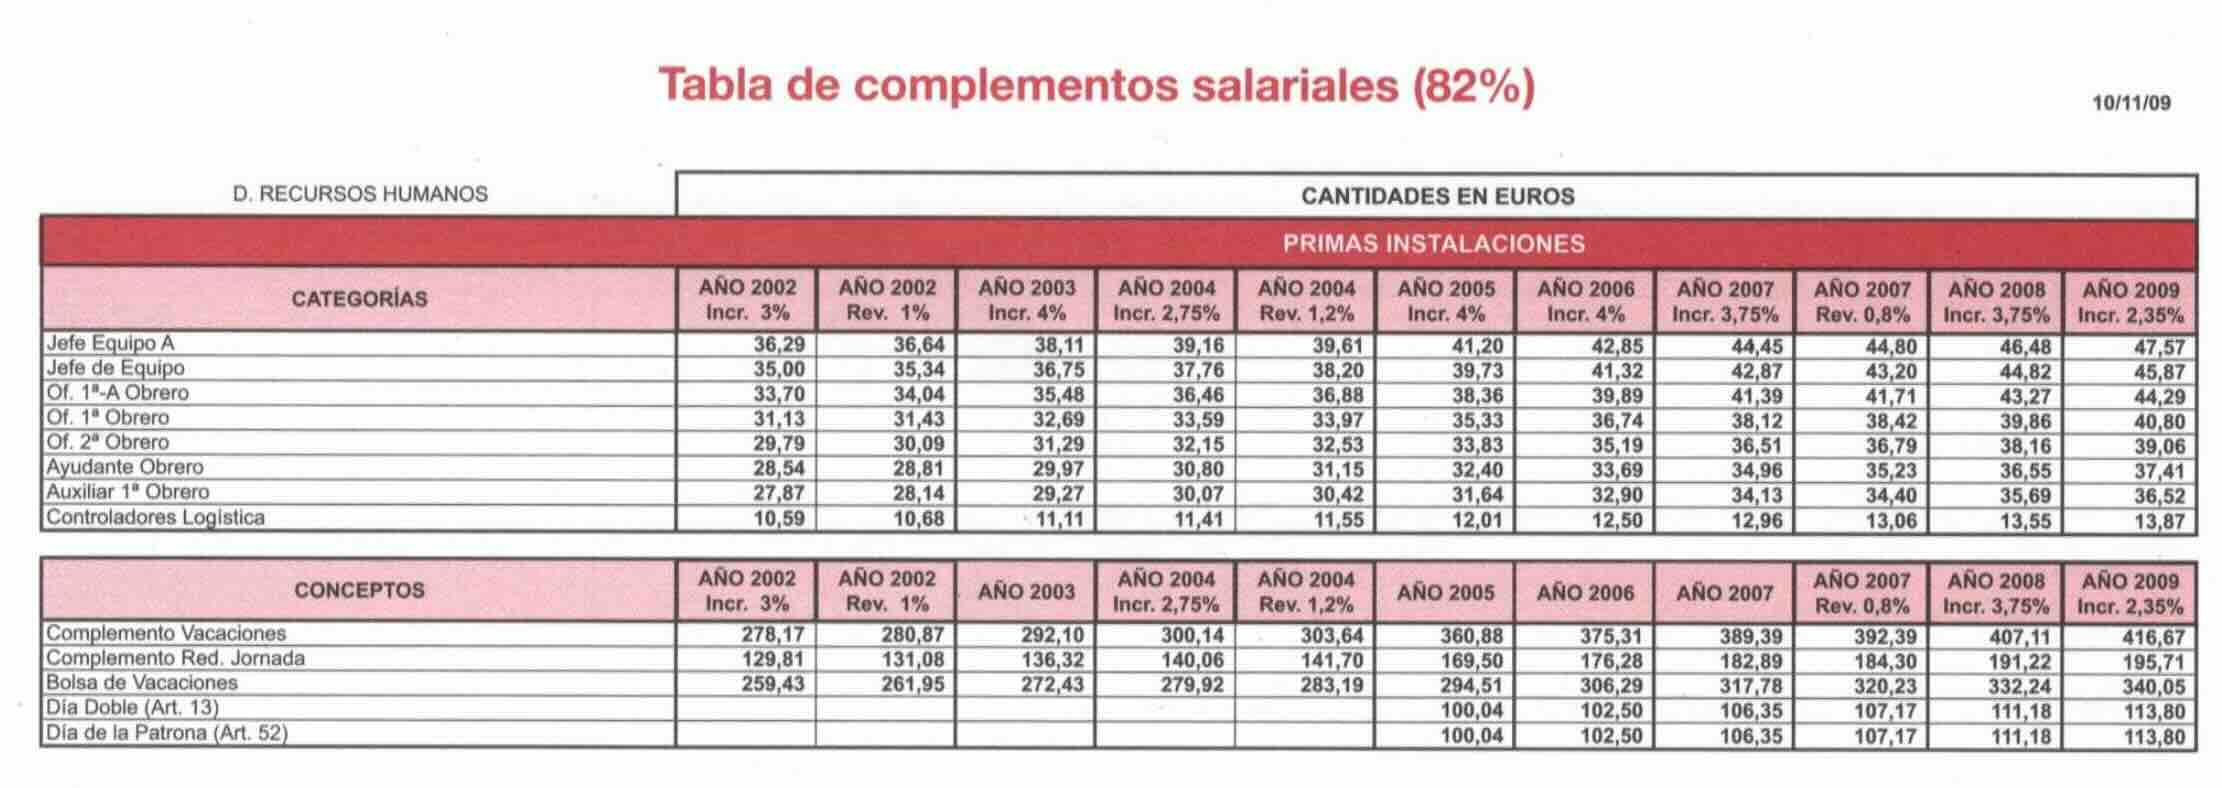 Tabla de complementos salariales (82%)
10/11/09
D. RECURSOS HUMANOS CANTIDADES EN EUROS
PRIMAS INSTALACIONES
CATEGORÍAS AÑO 2002 Incr. 3% AÑO 2002 Rev. 1% AÑO 2003 Incr. 4% AÑO 2004 Incr. 2,75% AÑO 2004 Rev. 1,2% AÑO 2005 Incr. 4% AÑO 2006 Incr. 4% AÑO 2007 Incr. 3,75% AÑO 2007 Rev. 0,8% AÑO 2008 Incr. 3,75% AÑO 2009 Incr. 2,35%
Jefe Equipo A 36,29 36,64 38,11 39,16 39,61 41,20 42,85 44,45 44,80 46,48 47,57
Jefe de Equipo 35,00 35,34 36,75 37,76 38,20 39,73 41,32 42,87 43,20 44,82 45,87
Of. 1ª-A Obrero 33,70 34,04 35,48 36,46 36,88 38,36 39,89 41,39 41,71 43,27 44,29
Of. 1ª Obrero 31,13 31,43 32,69 33,59 33,97 35,33 36,74 38,12 38,42 39,86 40,80
Of. 2ª Obrero 29,79 30,09 31,29 32,15 32,53 33,83 35,19 36,51 36,79 38,16 39,06
Ayudante Obrero 28,54 28,81 29,97 30,80 31,15 32,40 33,69 34,96 35,23 36,55 37,41
Auxiliar 1ª Obrero 27,87 28,14 29,27 30,07 30,42 31,64 32,90 34,13 34,40 35,69 36,52
Controladores Logística 10,59 10,68 11,11 11,41 11,55 12,01 12,50 12,96 13,06 13,55 13,87
CONCEPTOS AÑO 2002 Incr. 3% AÑO 2002 Rev. 1% AÑO 2003 AÑO 2004 Incr. 2,75% AÑO 2004 Rev. 1,2% AÑO 2005 AÑO 2006 AÑO 2007 AÑO 2007 Rev. 0,8% AÑO 2008 Incr. 3,75% AÑO 2009 Incr. 2,35%
Complemento Vacaciones 278,17 280,87 292,10 300,14 303,64 360,88 375,31 389,39 392,39 407,11 416,67
Complemento Red. Jornada 129,81 131,08 136,32 140,06 141,70 169,50 176,28 182,89 184,30 191,22 195,71
Bolsa de Vacaciones 259,43 261,95 272,43 279,92 283,19 294,51 306,29 317,78 320,23 332,24 340,05
Día Doble (Art. 13) 100,04 102,50 106,35 107,17 111,18 113,80
Día de la Patrona (Art. 52) 100,04 102,50 106,35 107,17 111,18 113,80